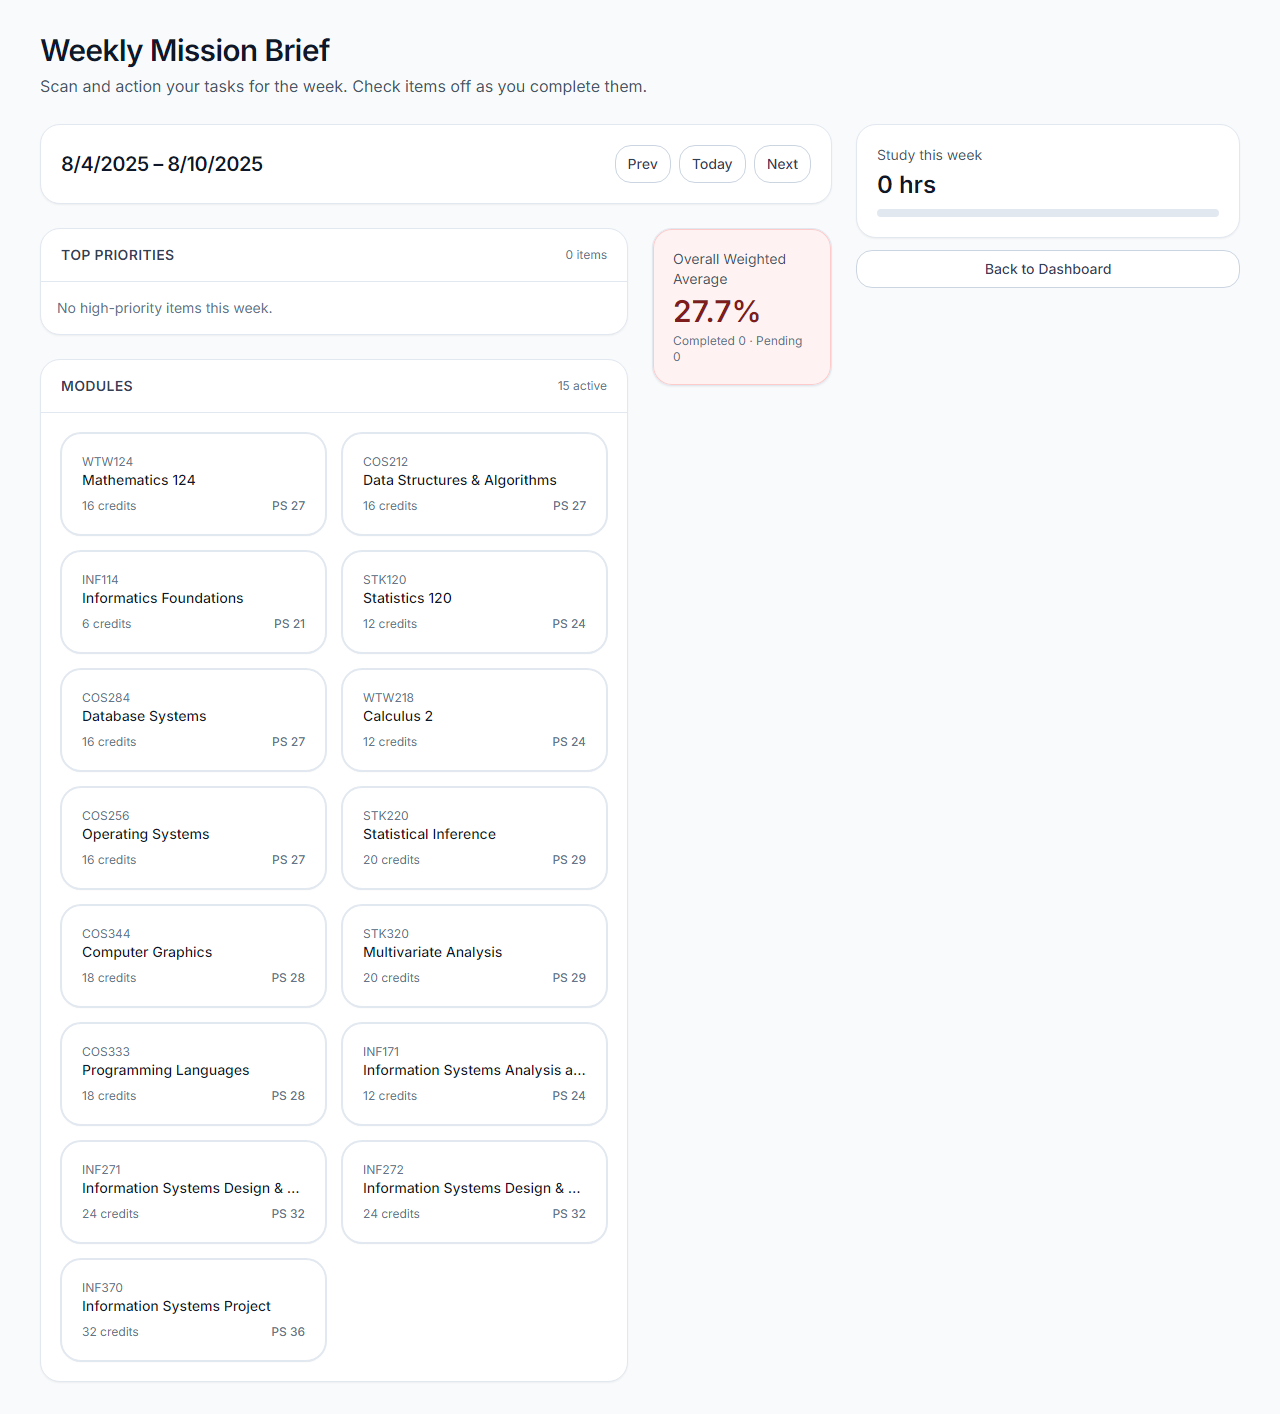 Weekly Mission Brief
Scan and action your tasks for the week. Check items off as you complete them.
8/4/2025 – 8/10/2025
Prev
Today
Next
Study this week
0 hrs
Back to Dashboard
TOP PRIORITIES
0 items
No high-priority items this week.
Overall Weighted
Average
27.7%
Completed 0 · Pending
0
MODULES
15 active
WTW124
Mathematics 124
16 credits
PS 27
COS212
Data Structures & Algorithms
16 credits
PS 27
INF114
Informatics Foundations
6 credits
PS 21
STK120
Statistics 120
12 credits
PS 24
COS284
Database Systems
16 credits
PS 27
WTW218
Calculus 2
12 credits
PS 24
COS256
Operating Systems
16 credits
PS 27
STK220
Statistical Inference
20 credits
PS 29
COS344
Computer Graphics
18 credits
PS 28
STK320
Multivariate Analysis
20 credits
PS 29
COS333
Programming Languages
18 credits
PS 28
INF171
Information Systems Analysis a...
12 credits
PS 24
INF271
Information Systems Design & ...
24 credits
PS 32
INF272
Information Systems Design & ...
24 credits
PS 32
INF370
Information Systems Project
32 credits
PS 36